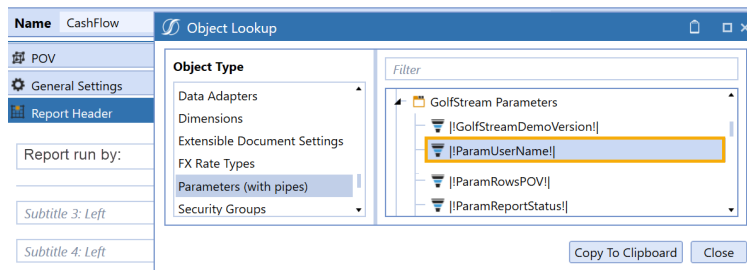 Name CashFlow
Object Lookup
POV
General Settings
Report Header
Report run by:
Subtitle 3: Left
Subtitle 4: Left
Object Type
Data Adapters
Dimensions
Extensible Document Settings
FX Rate Types
Parameters (with pipes)
Security Groups
Filter
GolfStream Parameters
|!GolfStreamDemoVersion!|
|!ParamUserName!|
|!ParamRowsPOV!|
|!ParamReportStatus!|
Copy To Clipboard
Close